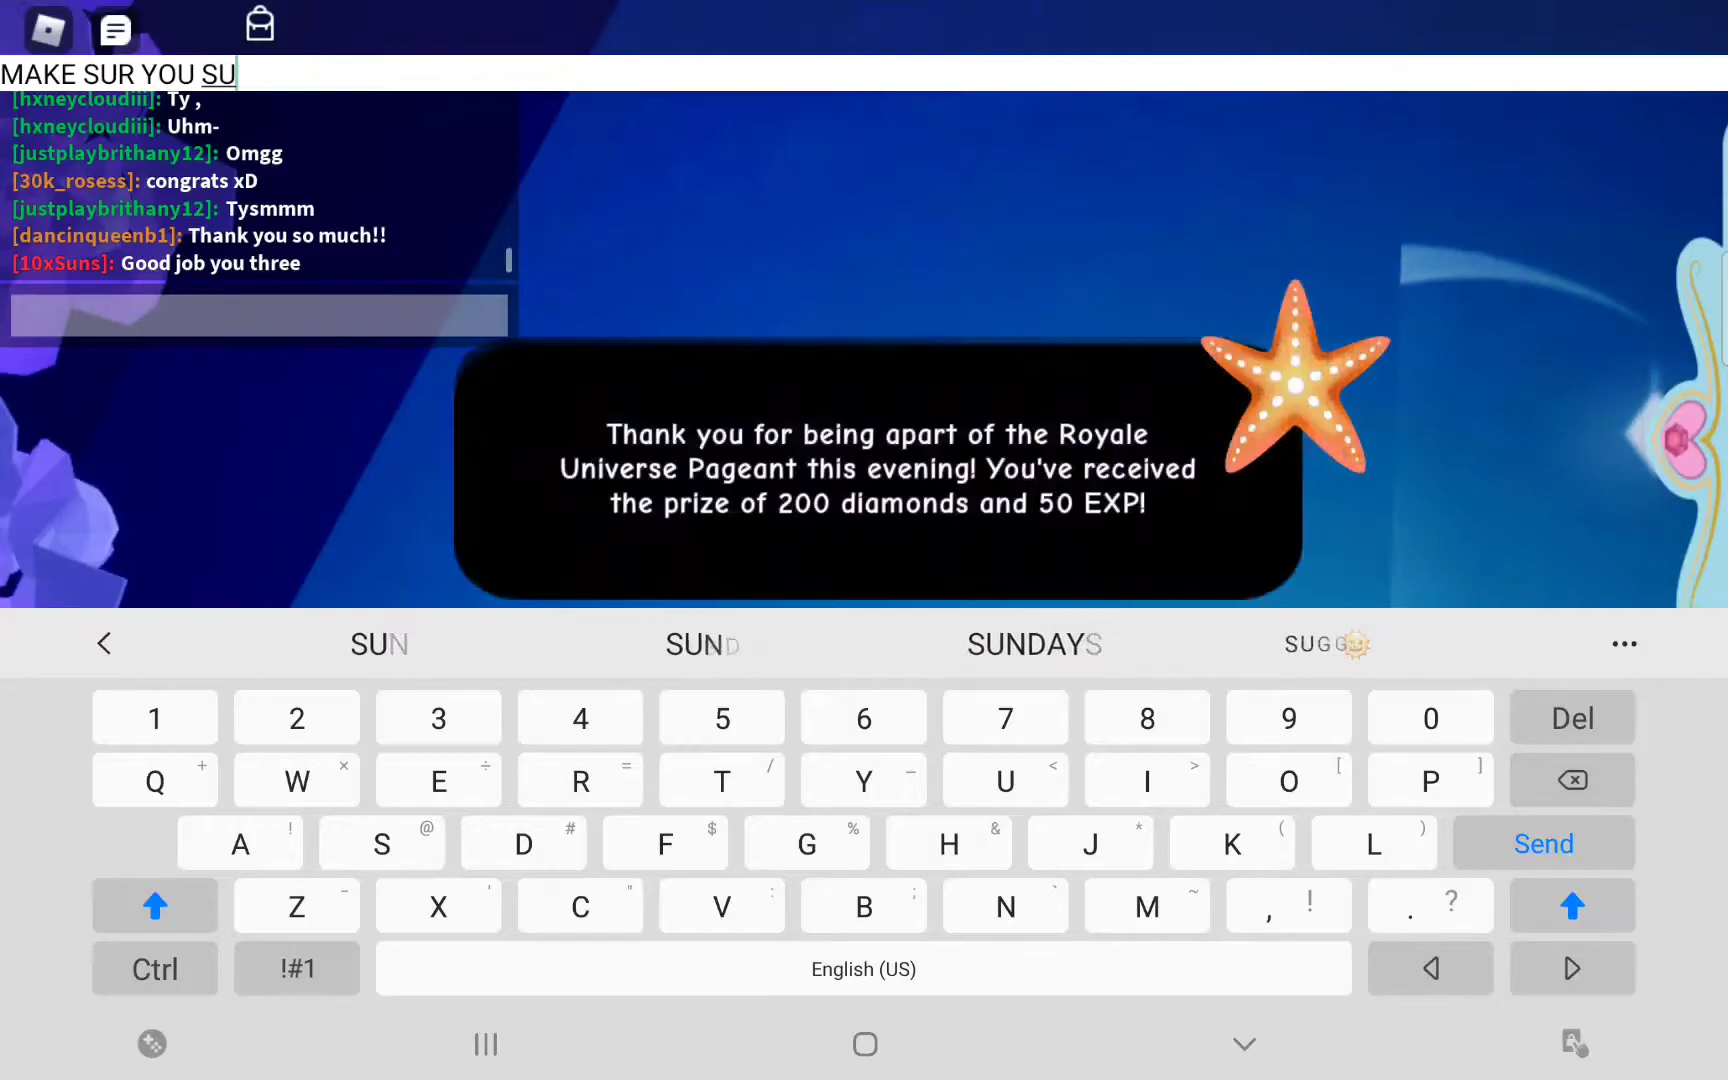 MAKE SUR YOU SU
[hxneycloudiii]: Ty ,
[hxneycloudiii]: Uhm-
[justplaybrithany12]: Omgg
[30k_rosess]: congrats xD
[justplaybrithany12]: Tysmmm
[dancinqueenb1]: Thank you so much!!
[10xSuns]: Good job you three
Thank you for being apart of the Royale
Universe Pageant this evening! You've received
the prize of 200 diamonds and 50 EXP!
SUN SUN SUNDAYS
1 2 3 4 5 6 7 8 9 0 Del
Q + W × E ÷ R = T / Y _ U < I > O [ P ]
A ! S @ D # F $ G % H & J * K ( L ) Send
Z - X ' C " V : B ; N ` M ~ , ! . ?
Ctrl !#1 English (US)